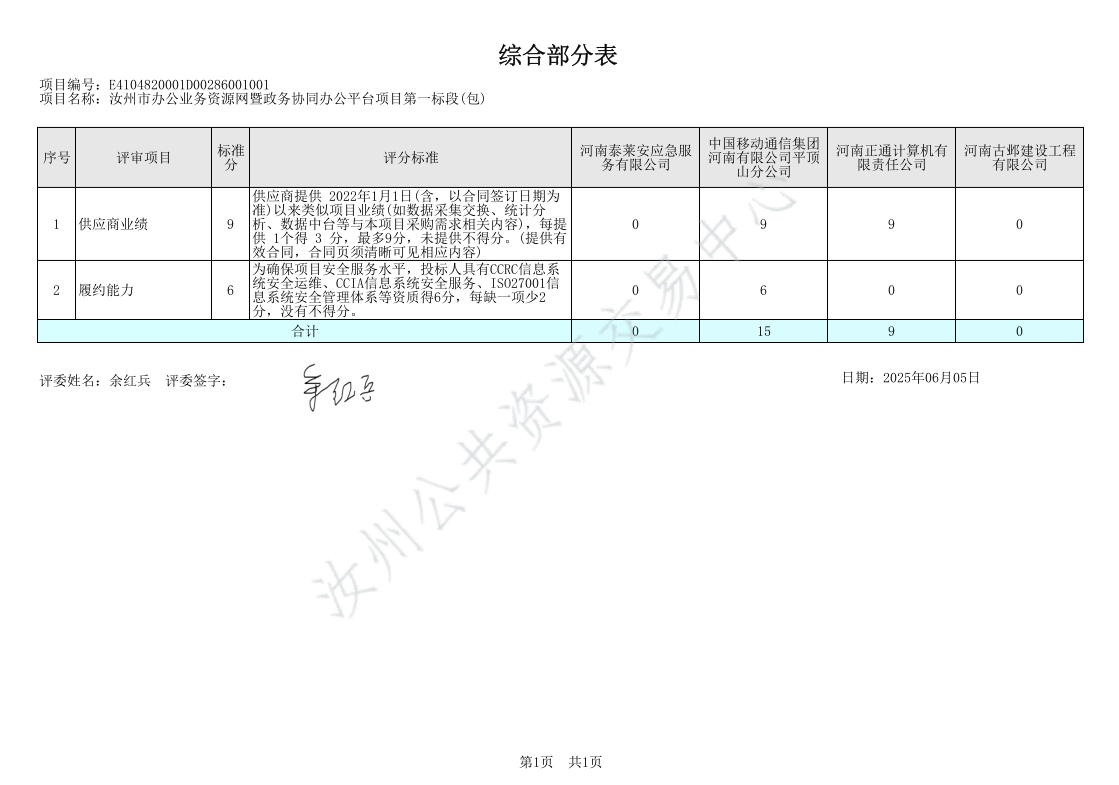 综合部分表
项目编号：E4104820001D00286001001
项目名称：汝州市办公业务资源网暨政务协同办公平台项目第一标段(包)
序号
评审项目
标准
分
评分标准
河南泰莱安应急服
务有限公司
中国移动通信集团
河南有限公司平顶
山分公司
河南正通计算机有
限责任公司
河南古邺建设工程
有限公司
1
供应商业绩
9
供应商提供 2022年1月1日(含，以合同签订日期为
准)以来类似项目业绩(如数据采集交换、统计分
析、数据中台等与本项目采购需求相关内容)，每提
供 1个得 3 分，最多9分，未提供不得分。(提供有
效合同，合同页须清晰可见相应内容)
0
9
9
0
2
履约能力
6
为确保项目安全服务水平，投标人具有CCRC信息系
统安全运维、CCIA信息系统安全服务、ISO27001信
息系统安全管理体系等资质得6分，每缺一项少2
分，没有不得分。
0
6
0
0
合计
0
15
9
0
评委姓名：余红兵 评委签字：
余红兵
日期：2025年06月05日
汝州公共资源交易中心
第1页 共1页